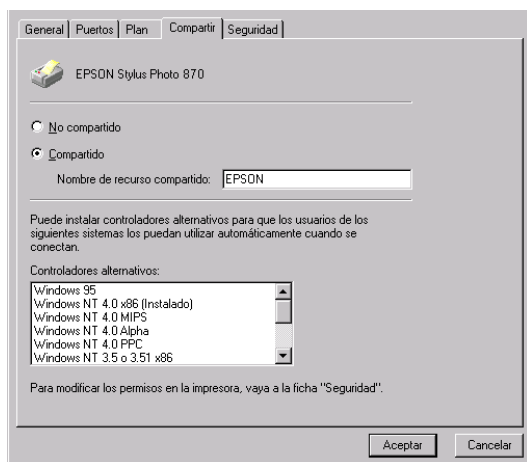 General Puertos Plan Compartir Seguridad
EPSON Stylus Photo 870
No compartido
Compartido
Nombre de recurso compartido: EPSON
Puede instalar controladores alternativos para que los usuarios de los
siguientes sistemas los puedan utilizar automáticamente cuando se
conectan.
Controladores alternativos:
Windows 95
Windows NT 4.0 x86 (Instalado)
Windows NT 4.0 MIPS
Windows NT 4.0 Alpha
Windows NT 4.0 PPC
Windows NT 3.5 o 3.51 x86
Para modificar los permisos en la impresora, vaya a la ficha "Seguridad".
Aceptar Cancelar